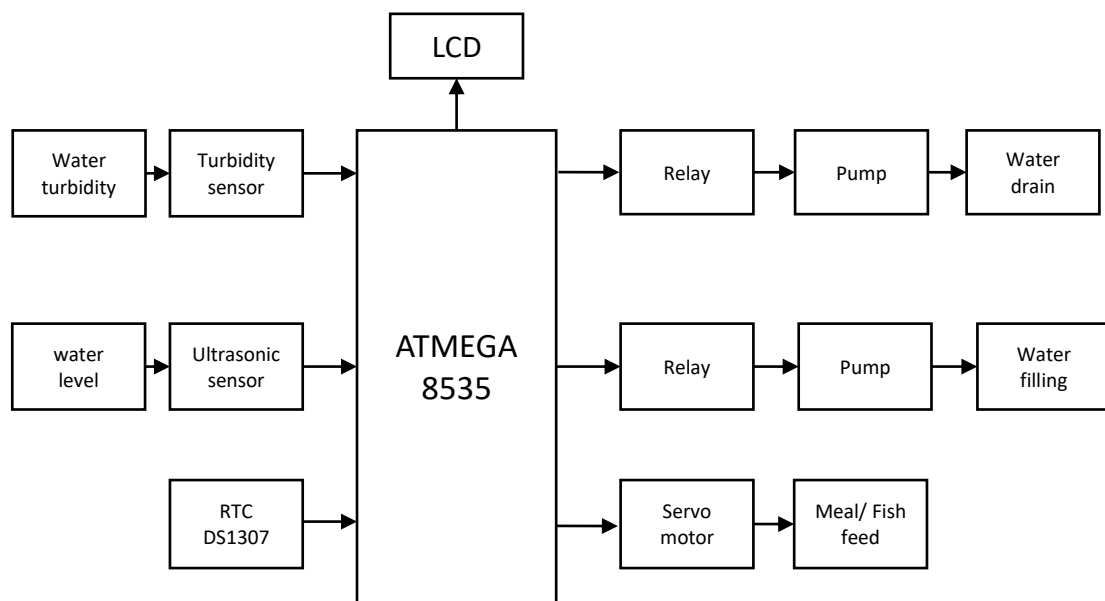 LCD
Water
turbidity
Turbidity
sensor
Relay
Pump
Water
drain
water
level
Ultrasonic
sensor
ATMEGA
8535
Relay
Pump
Water
filling
RTC
DS1307
Servo
motor
Meal/ Fish
feed